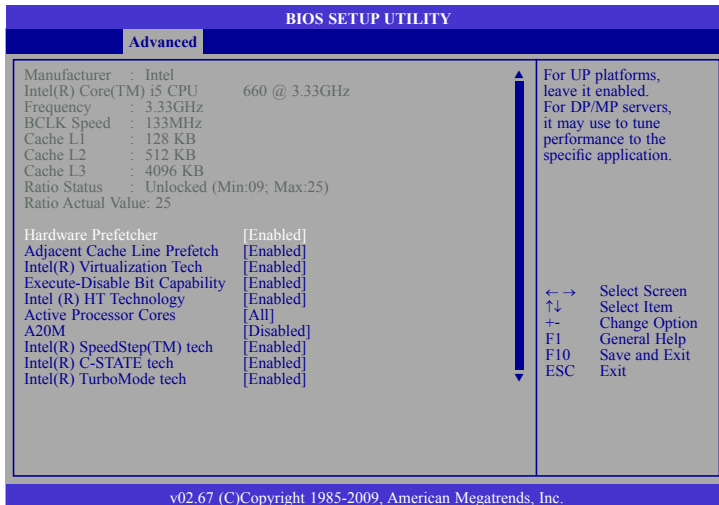 BIOS SETUP UTILITY
Advanced
Manufacturer : Intel
Intel(R) Core(TM) i5 CPU 660 @ 3.33GHz
Frequency : 3.33GHz
BCLK Speed : 133MHz
Cache L1 : 128 KB
Cache L2 : 512 KB
Cache L3 : 4096 KB
Ratio Status : Unlocked (Min:09; Max:25)
Ratio Actual Value: 25
Hardware Prefetcher [Enabled]
Adjacent Cache Line Prefetch [Enabled]
Intel(R) Virtualization Tech [Enabled]
Execute-Disable Bit Capability [Enabled]
Intel (R) HT Technology [Enabled]
Active Processor Cores [All]
A20M [Disabled]
Intel(R) SpeedStep(TM) tech [Enabled]
Intel(R) C-STATE tech [Enabled]
Intel(R) TurboMode tech [Enabled]
For UP platforms,
leave it enabled.
For DP/MP servers,
it may use to tune
performance to the
specific application.
←→ Select Screen
↑↓ Select Item
+- Change Option
F1 General Help
F10 Save and Exit
ESC Exit
v02.67 (C)Copyright 1985-2009, American Megatrends, Inc.